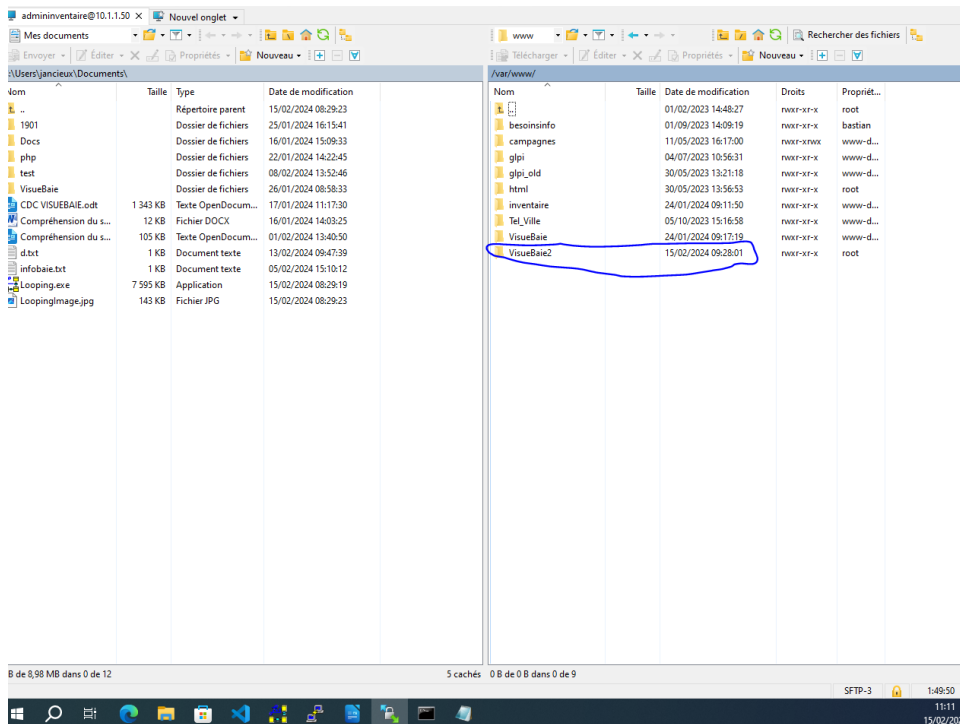 admininventaire@10.1.1.50 × Nouvel onglet
Mes documents
Envoyer Éditer Propriétés Nouveau
:\Users\jancieux\Documents\
Nom Taille Type Date de modification
.. Répertoire parent 15/02/2024 08:29:23
1901 Dossier de fichiers 25/01/2024 16:15:41
Docs Dossier de fichiers 16/01/2024 15:09:33
php Dossier de fichiers 22/01/2024 14:22:45
test Dossier de fichiers 08/02/2024 13:52:46
VisueBaie Dossier de fichiers 26/01/2024 08:58:33
CDC VISUEBAIE.odt 1 343 KB Texte OpenDocum... 17/01/2024 11:17:30
Compréhension du s... 12 KB Fichier DOCX 16/01/2024 14:03:25
Compréhension du s... 105 KB Texte OpenDocum... 01/02/2024 13:40:50
d.txt 1 KB Document texte 13/02/2024 09:47:39
infobaie.txt 1 KB Document texte 05/02/2024 15:10:12
Looping.exe 7 595 KB Application 15/02/2024 08:29:19
LoopingImage.jpg 143 KB Fichier JPG 15/02/2024 08:29:23
B de 8,98 MB dans 0 de 12 5 cachés
www Rechercher des fichiers
Télécharger Éditer Propriétés Nouveau
/var/www/
Nom Taille Date de modification Droits Propriét...
.. 01/02/2023 14:48:27 rwxr-xr-x root
besoinsinfo 01/09/2023 14:09:19 rwxr-xr-x bastian
campagnes 11/05/2023 16:17:00 rwxr-xrwx www-d...
glpi 04/07/2023 10:56:31 rwxr-xr-x www-d...
glpi_old 30/05/2023 13:21:18 rwxr-xr-x www-d...
html 30/05/2023 13:56:53 rwxr-xr-x root
inventaire 24/01/2024 09:11:50 rwxr-xr-x www-d...
Tel_Ville 05/10/2023 15:16:58 rwxr-xr-x www-d...
VisueBaie 24/01/2024 09:17:19 rwxr-xr-x www-d...
VisueBaie2 15/02/2024 09:28:01 rwxr-xr-x root
0 B de 0 B dans 0 de 9
SFTP-3 1:49:50
11:11
15/02/202